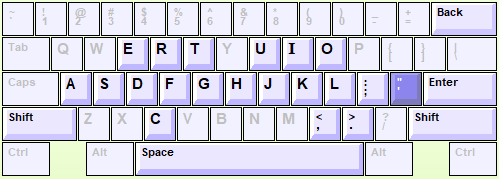 ~ ` ! 1 @ 2 # 3 $ 4 % 5 ^ 6 & 7 * 8 ( 9 ) 0 _ - + = Back
Tab Q W E R T Y U I O P { [ } ] | \
Caps A S D F G H J K L : ; " ' Enter
Shift Z X C V B N M < , > . ? / Shift
Ctrl Alt Space Alt Ctrl